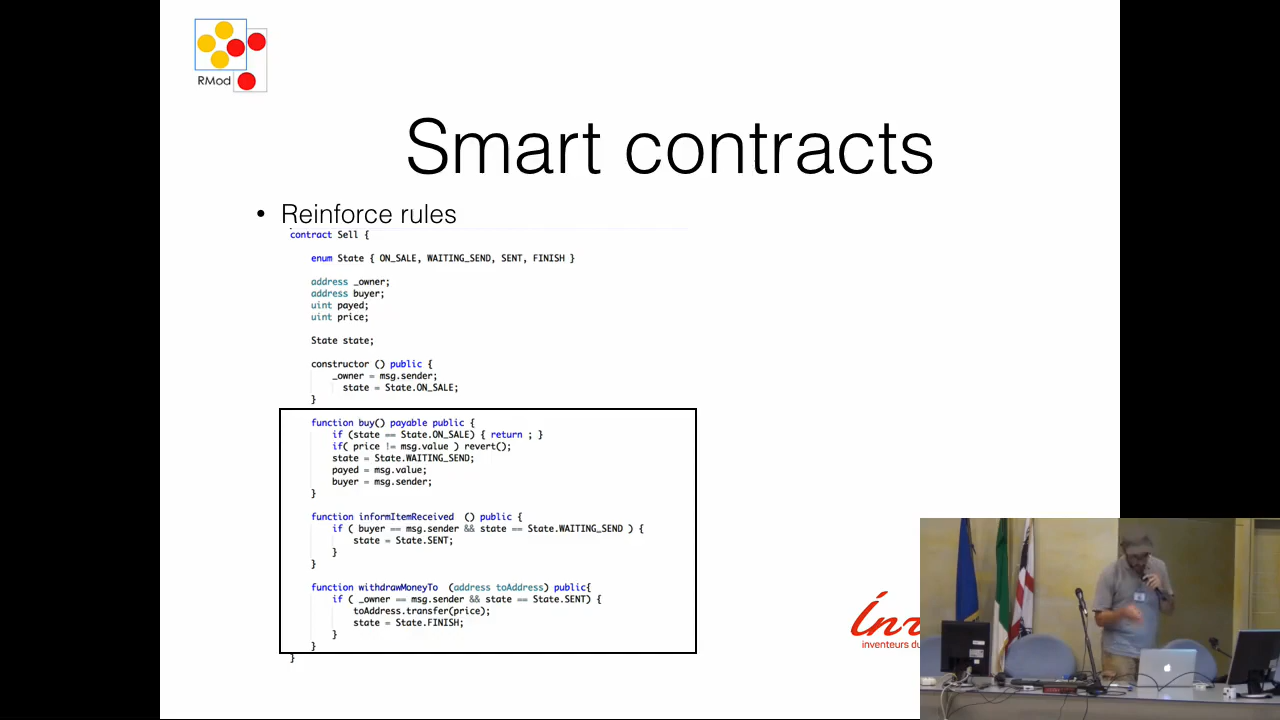 RMod
Smart contracts
• Reinforce rules
contract Sell {
enum State { ON_SALE, WAITING_SEND, SENT, FINISH }
address _owner;
address buyer;
uint payed;
uint price;
State state;
constructor () public {
_owner = msg.sender;
state = State.ON_SALE;
}
function buy() payable public {
if (state == State.ON_SALE) { return ; }
if( price != msg.value ) revert();
state = State.WAITING_SEND;
payed = msg.value;
buyer = msg.sender;
}
function informItemReceived () public {
if ( buyer == msg.sender && state == State.WAITING_SEND ) {
state = State.SENT;
}
}
function withdrawMoneyTo (address toAddress) public{
if ( _owner == msg.sender && state == State.SENT) {
toAddress.transfer(price);
state = State.FINISH;
}
}
}
inventeurs du